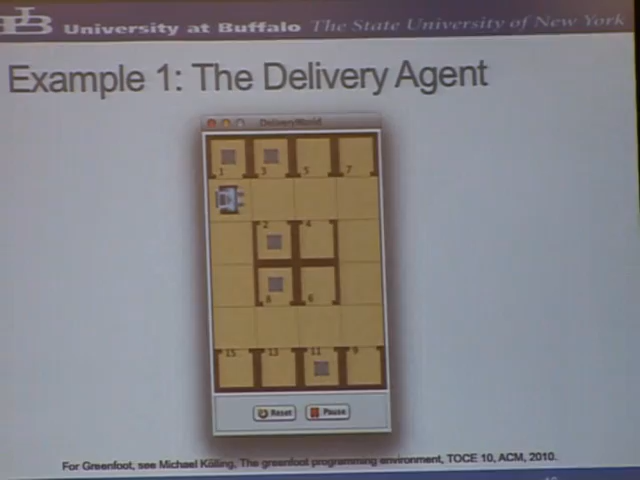 UB University at Buffalo The State University of New York
Example 1: The Delivery Agent
DeliveryWorld
1 3 5 7
2 4
8 6
15 13 11 9
Reset Pause
For Greenfoot, see Michael Kölling, The greenfoot programming environment, TOCE 10, ACM, 2010.